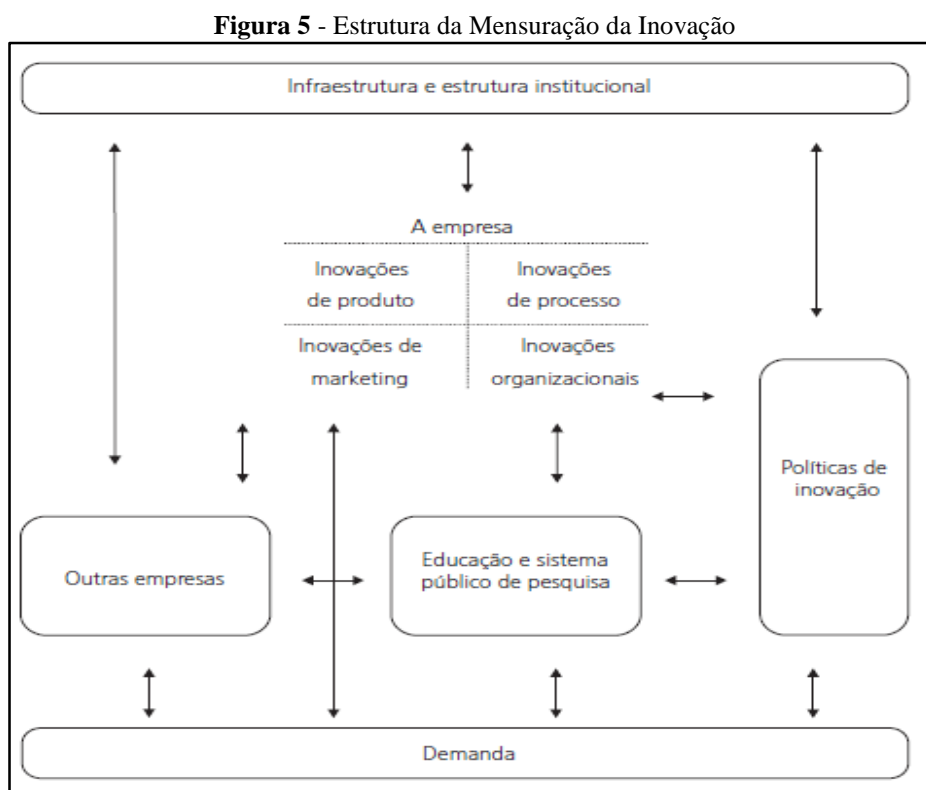 Figura 5 - Estrutura da Mensuração da Inovação
Infraestrutura e estrutura institucional
A empresa
Inovações
de produto
Inovações
de processo
Inovações de
marketing
Inovações
organizacionais
Políticas de
inovação
Outras empresas
Educação e sistema
público de pesquisa
Demanda